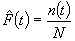 F̂(t) = n(t)/N